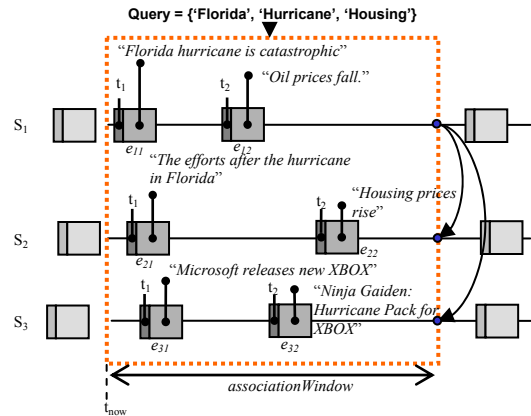 Query = {‘Florida’, ‘Hurricane’, ‘Housing’}
“Florida hurricane is catastrophic”
t1
t2
“Oil prices fall.”
S1
e11
e12
“The efforts after the hurricane
in Florida”
t1
t2
“Housing prices
rise”
S2
e21
e22
“Microsoft releases new XBOX”
t1
t2
“Ninja Gaiden:
Hurricane Pack for
XBOX”
S3
e31
e32
associationWindow
tnow